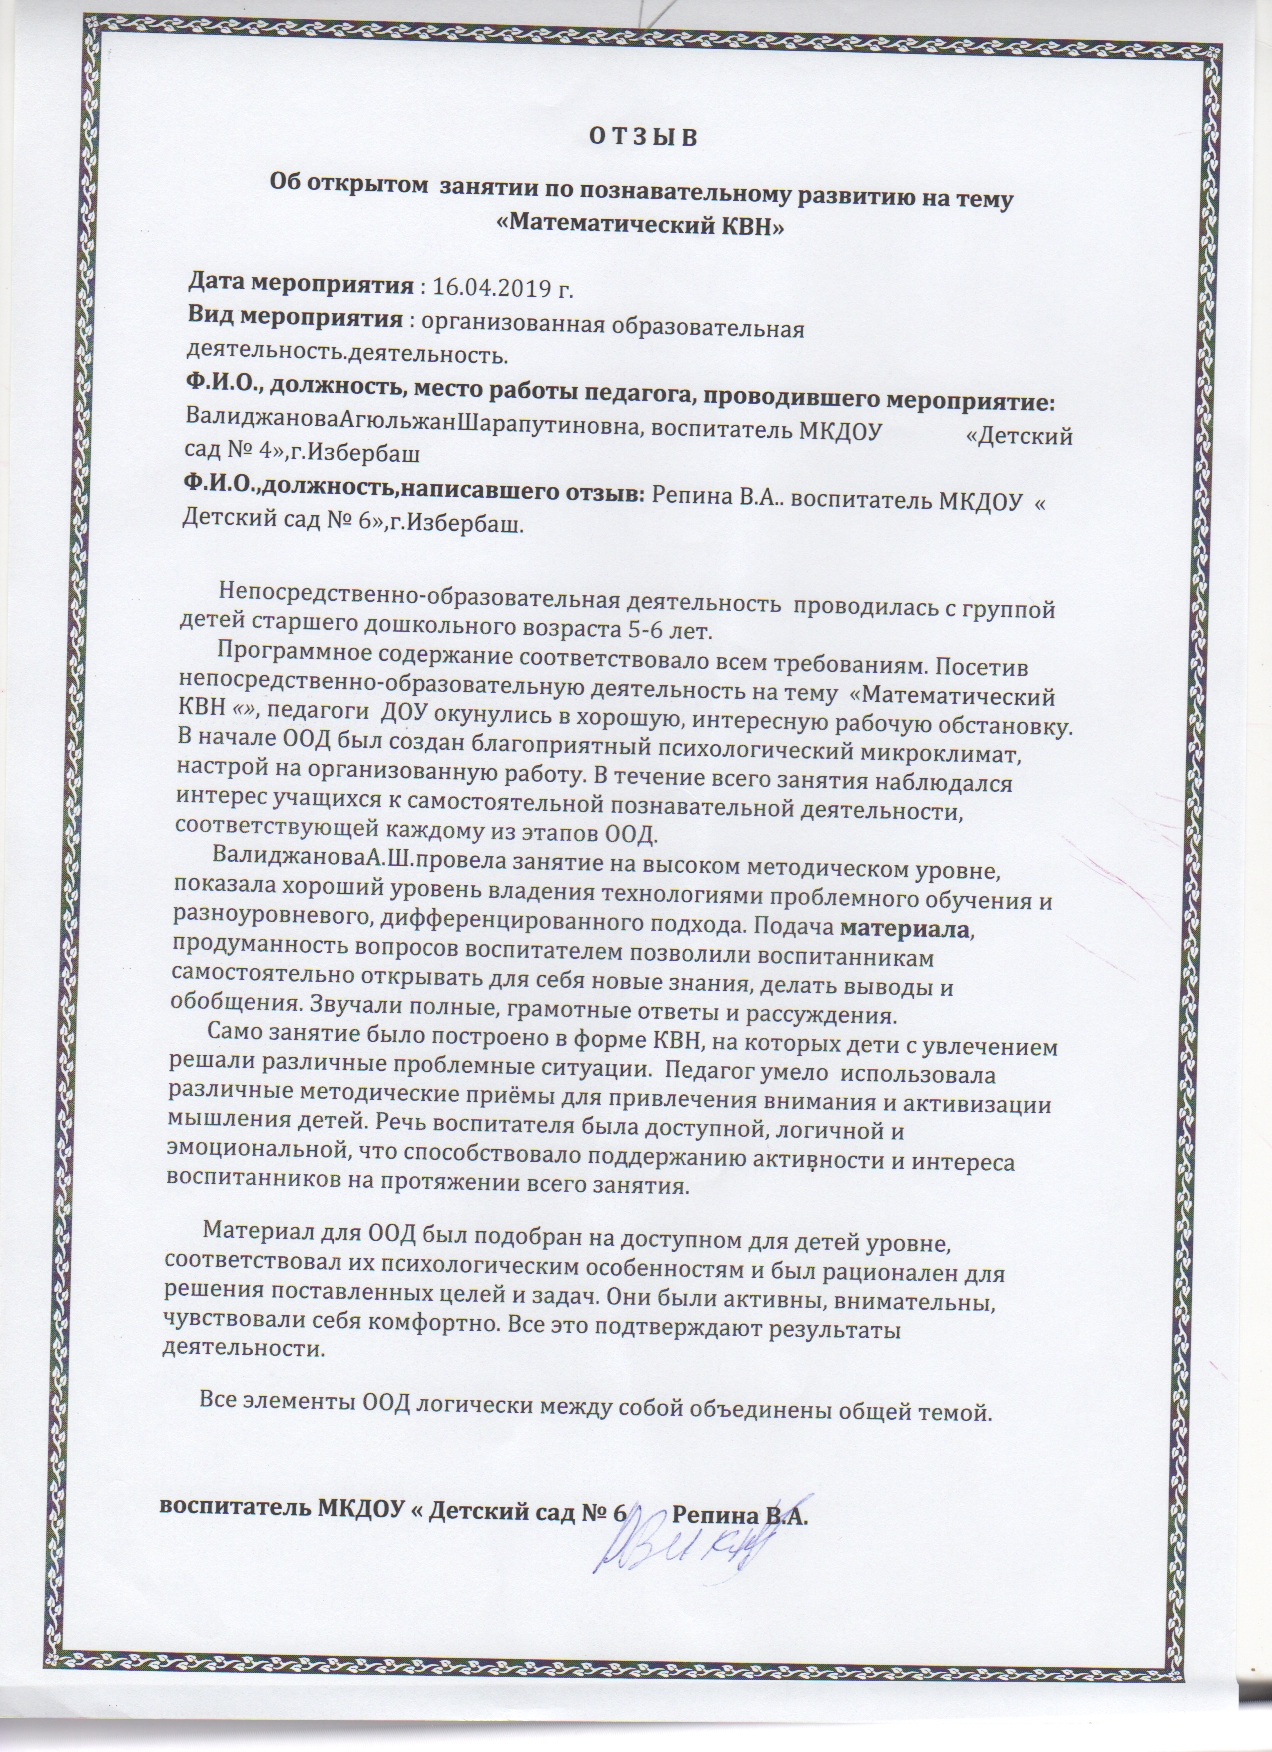 О Т З Ы В
Об открытом занятии по познавательному развитию на тему
«Математический КВН»
Дата мероприятия : 16.04.2019 г.
Вид мероприятия : организованная образовательная
деятельность.деятельность.
Ф.И.О., должность, место работы педагога, проводившего мероприятие:
ВалиджановаАгюльжанШарапутиновна, воспитатель МКДОУ «Детский
сад № 4»,г.Избербаш
Ф.И.О.,должность,написавшего отзыв: Репина В.А.. воспитатель МКДОУ «
Детский сад № 6»,г.Избербаш.
Непосредственно-образовательная деятельность проводилась с группой
детей старшего дошкольного возраста 5-6 лет.
Программное содержание соответствовало всем требованиям. Посетив
непосредственно-образовательную деятельность на тему «Математический
КВН «», педагоги ДОУ окунулись в хорошую, интересную рабочую обстановку.
В начале ООД был создан благоприятный психологический микроклимат,
настрой на организованную работу. В течение всего занятия наблюдался
интерес учащихся к самостоятельной познавательной деятельности,
соответствующей каждому из этапов ООД.
ВалиджановаА.Ш.провела занятие на высоком методическом уровне,
показала хороший уровень владения технологиями проблемного обучения и
разноуровневого, дифференцированного подхода. Подача материала,
продуманность вопросов воспитателем позволили воспитанникам
самостоятельно открывать для себя новые знания, делать выводы и
обобщения. Звучали полные, грамотные ответы и рассуждения.
Само занятие было построено в форме КВН, на которых дети с увлечением
решали различные проблемные ситуации. Педагог умело использовала
различные методические приёмы для привлечения внимания и активизации
мышления детей. Речь воспитателя была доступной, логичной и
эмоциональной, что способствовало поддержанию активности и интереса
воспитанников на протяжении всего занятия.
Материал для ООД был подобран на доступном для детей уровне,
соответствовал их психологическим особенностям и был рационален для
решения поставленных целей и задач. Они были активны, внимательны,
чувствовали себя комфортно. Все это подтверждают результаты
деятельности.
Все элементы ООД логически между собой объединены общей темой.
воспитатель МКДОУ « Детский сад № 6 Репина В.А.